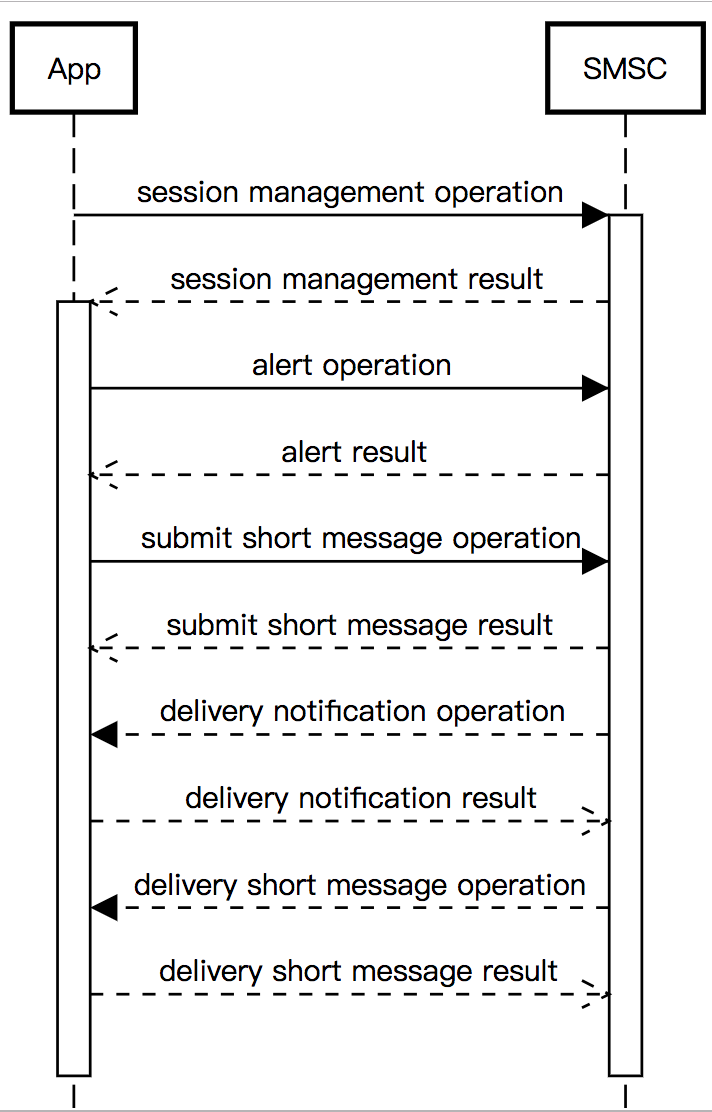 App
SMSC
session management operation
session management result
alert operation
alert result
submit short message operation
submit short message result
delivery notification operation
delivery notification result
delivery short message operation
delivery short message result